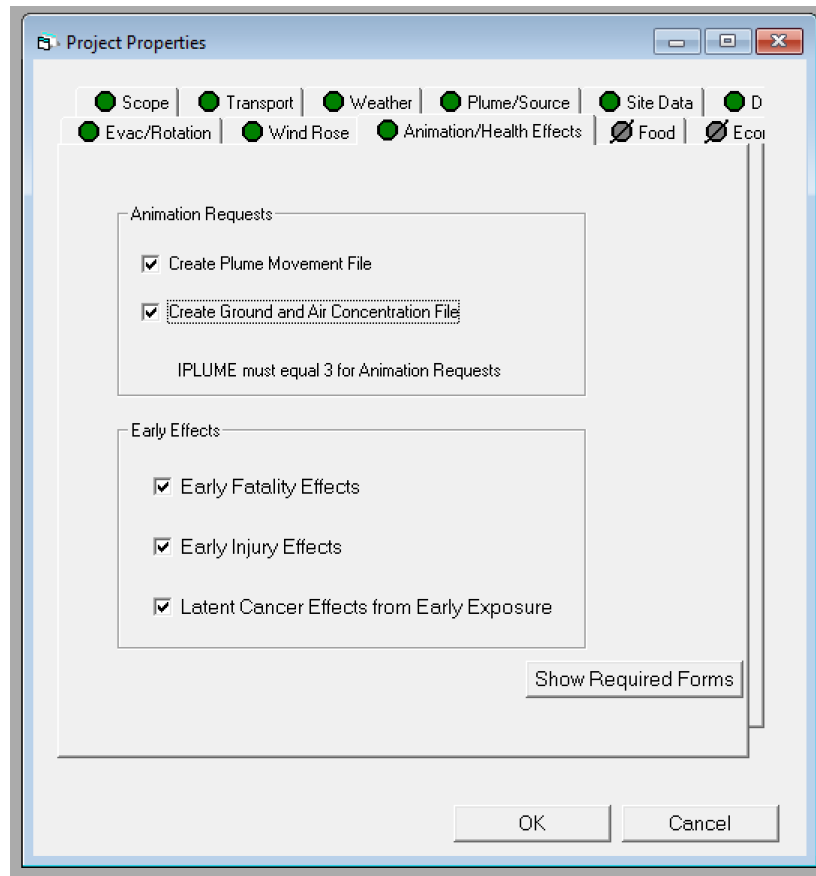 Project Properties
Scope Transport Weather Plume/Source Site Data D
Evac/Rotation Wind Rose Animation/Health Effects Food Econ
Animation Requests
Create Plume Movement File
Create Ground and Air Concentration File
IPLUME must equal 3 for Animation Requests
Early Effects
Early Fatality Effects
Early Injury Effects
Latent Cancer Effects from Early Exposure
Show Required Forms
OK Cancel